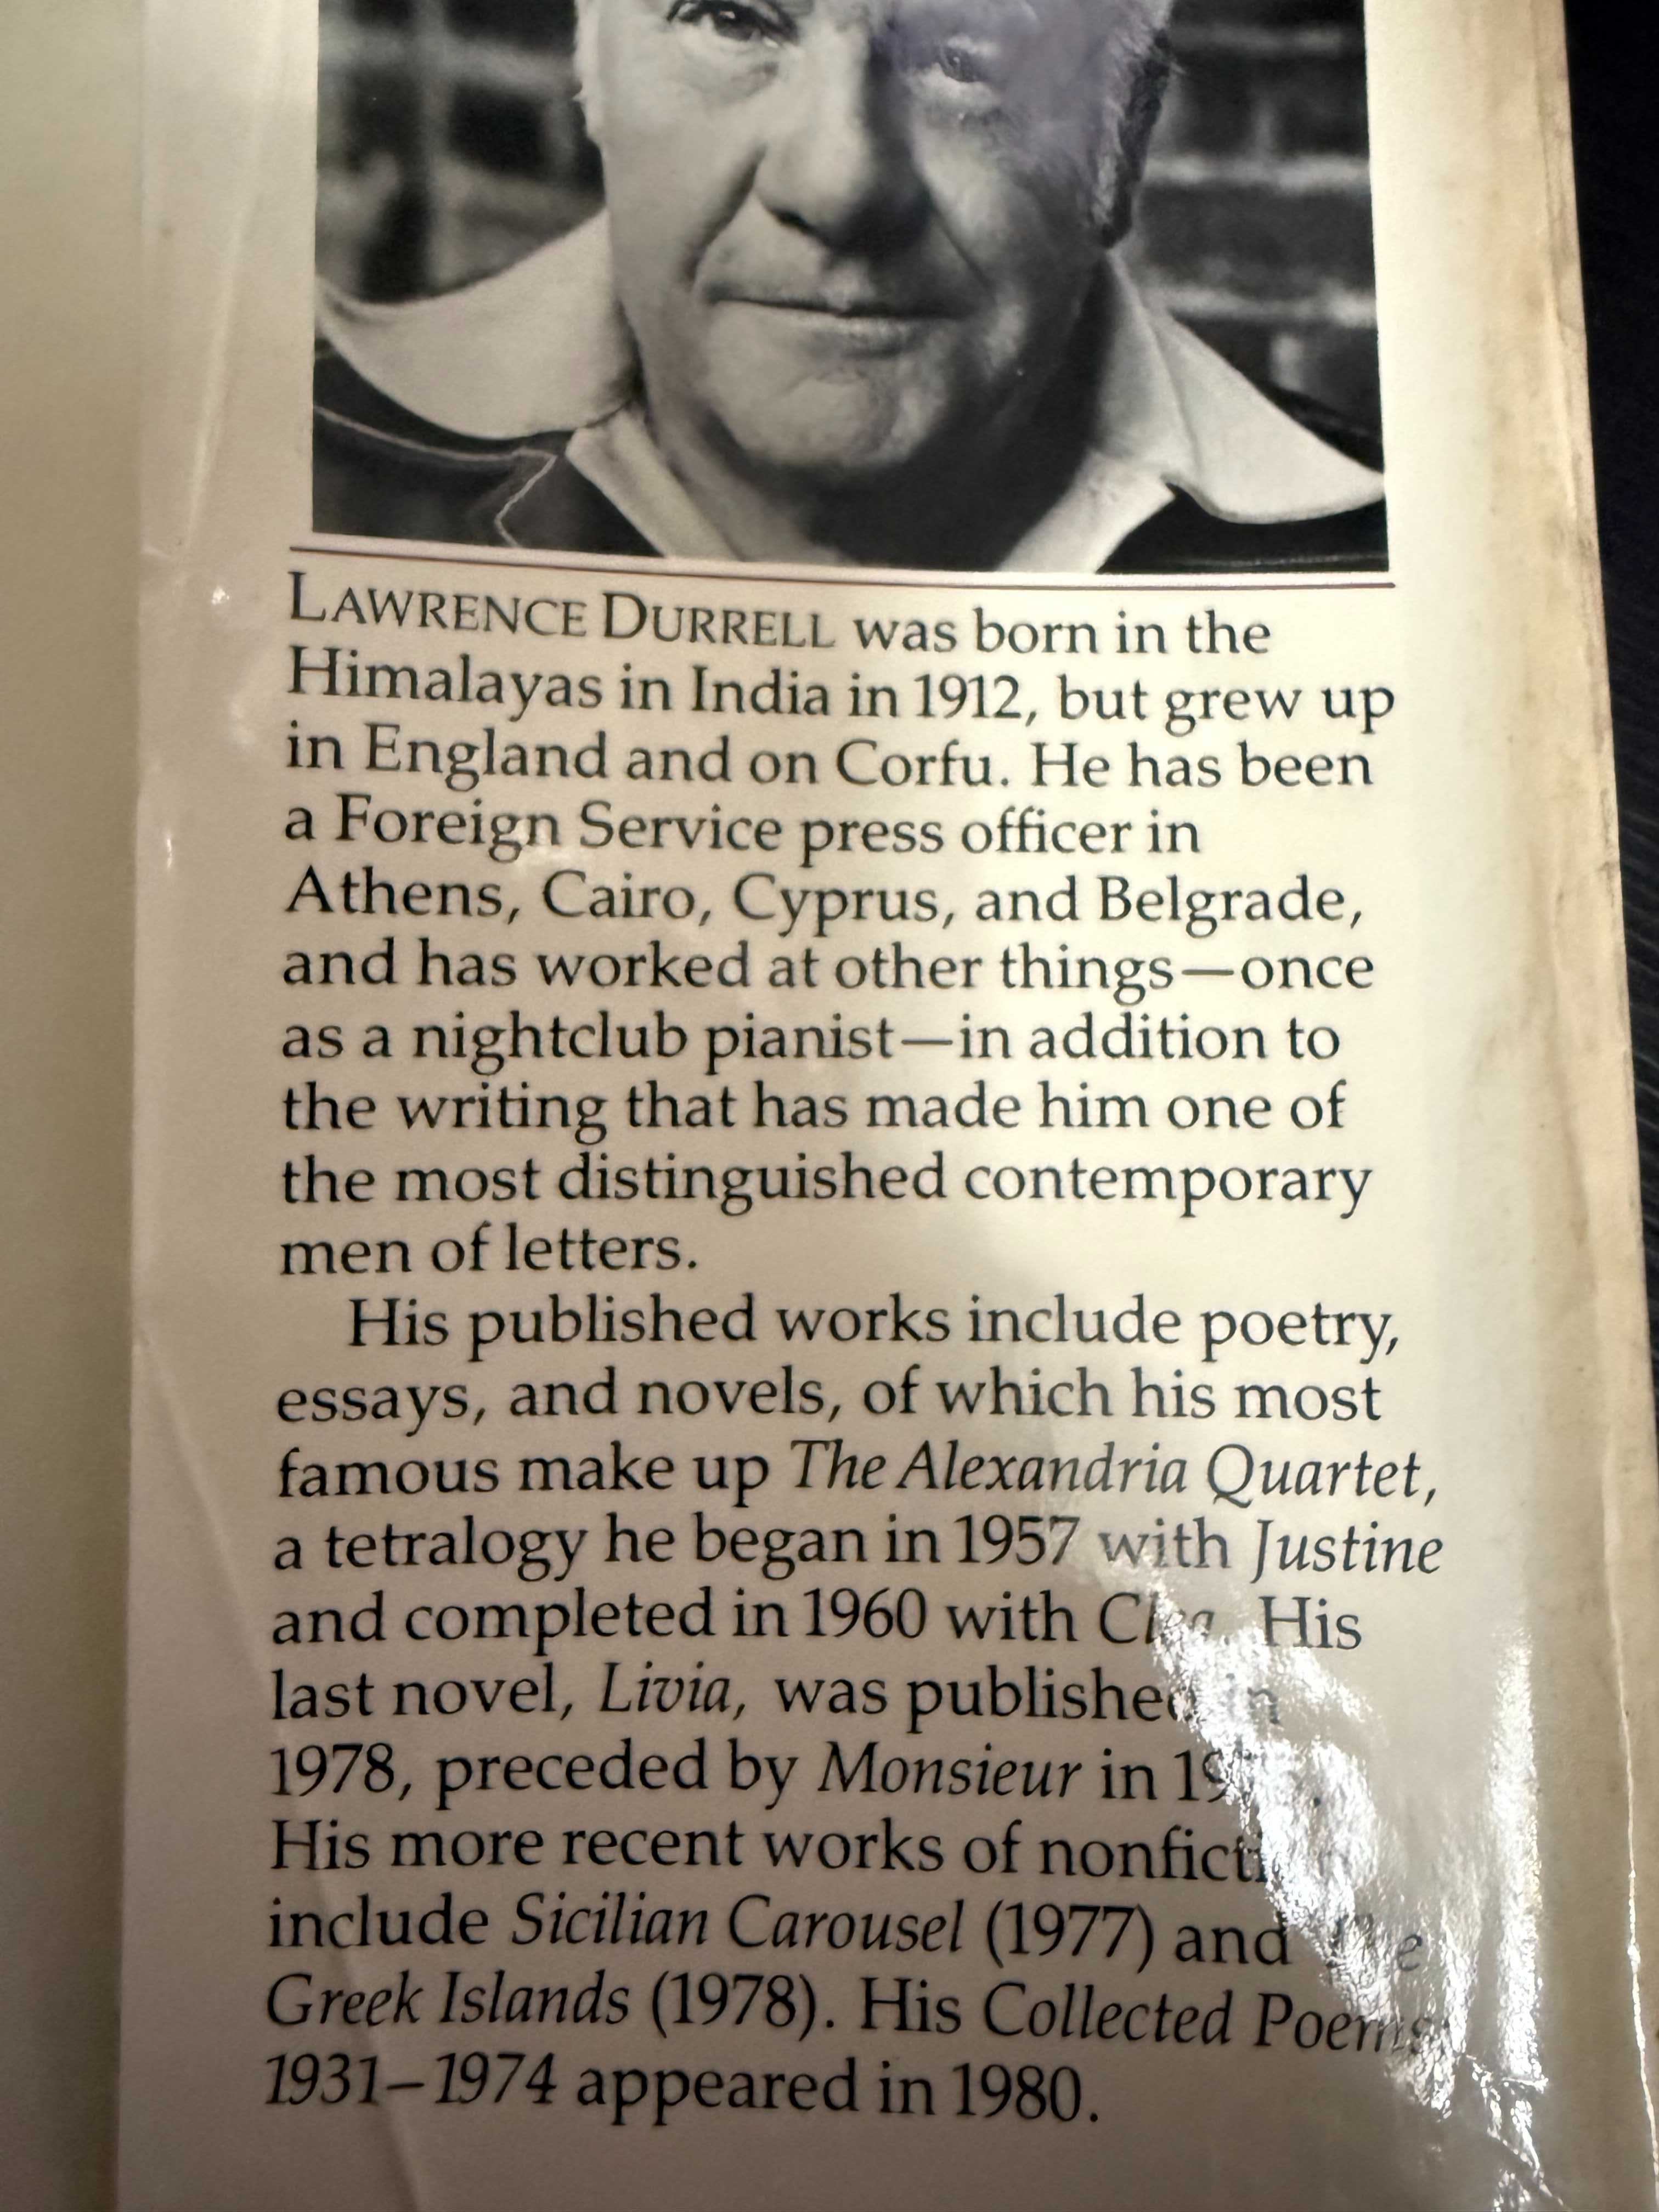 LAWRENCE DURRELL was born in the
Himalayas in India in 1912, but grew up
in England and on Corfu. He has been
a Foreign Service press officer in
Athens, Cairo, Cyprus, and Belgrade,
and has worked at other things—once
as a nightclub pianist—in addition to
the writing that has made him one of
the most distinguished contemporary
men of letters.
His published works include poetry,
essays, and novels, of which his most
famous make up The Alexandria Quartet,
a tetralogy he began in 1957 with Justine
and completed in 1960 with Clea. His
last novel, Livia, was published in
1978, preceded by Monsieur in
His more recent works of nonfiction
include Sicilian Carousel (1977) and The
Greek Islands (1978). His Collected Poems
1931–1974 appeared in 1980.